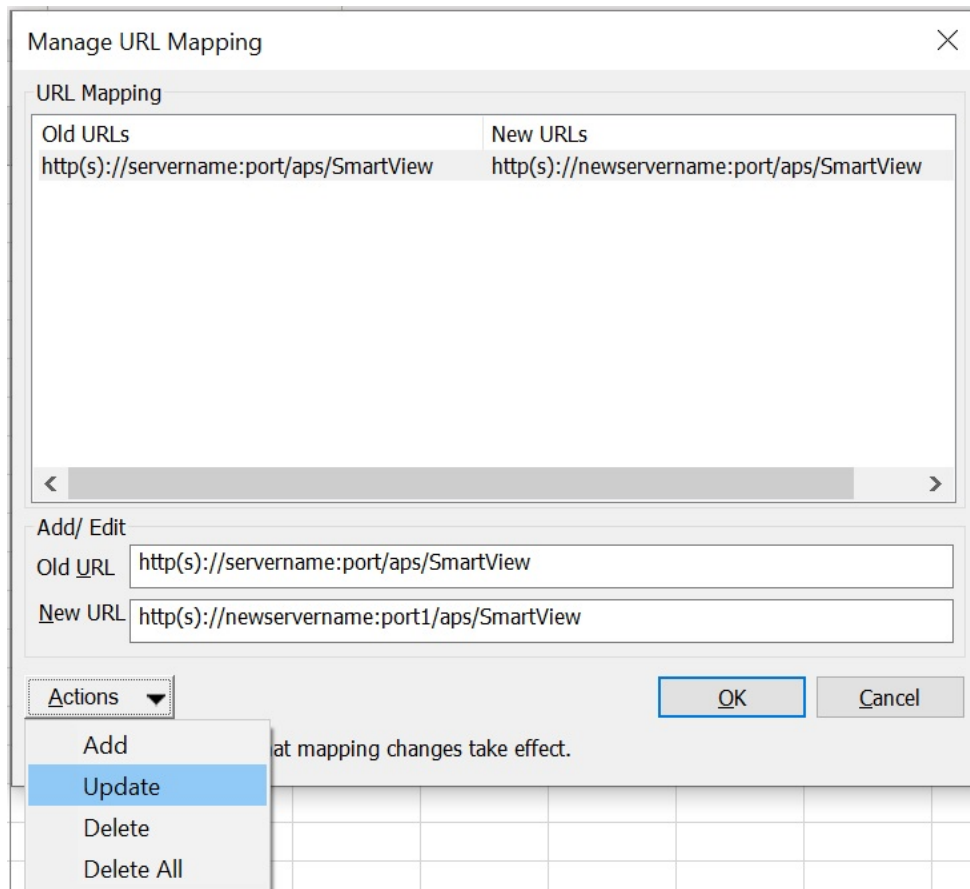 Manage URL Mapping
URL Mapping
Old URLs New URLs
http(s)://servername:port/aps/SmartView http(s)://newservername:port/aps/SmartView
Add/ Edit
Old URL http(s)://servername:port/aps/SmartView
New URL http(s)://newservername:port1/aps/SmartView
Actions OK Cancel
Add
at mapping changes take effect.
Update
Delete
Delete All